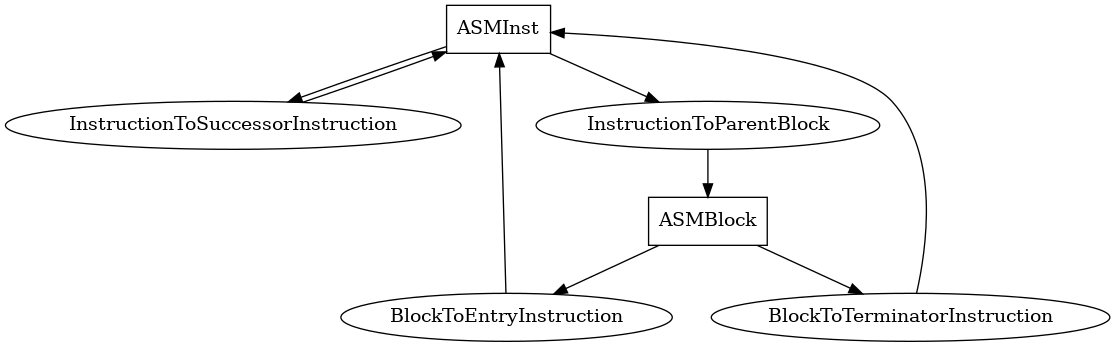 ASMInst
InstructionToSuccessorInstruction
InstructionToParentBlock
ASMBlock
BlockToEntryInstruction
BlockToTerminatorInstruction